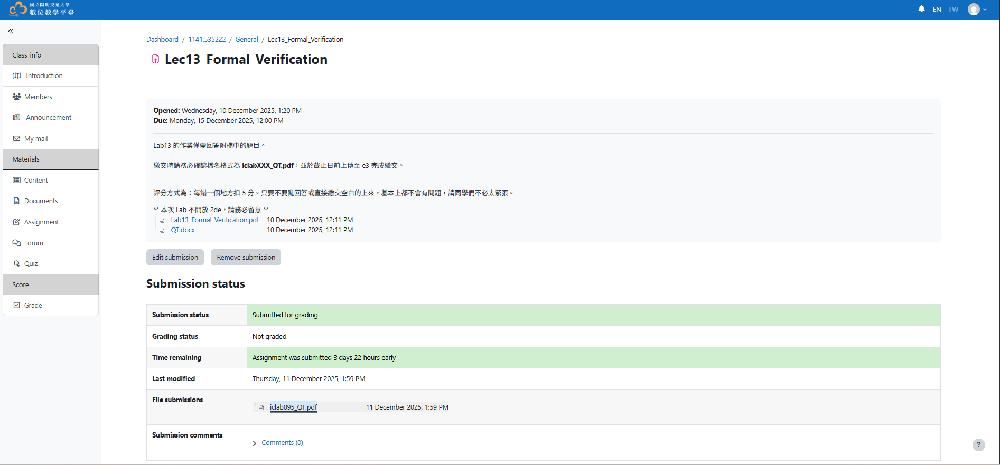 國立陽明交通大學
數位教學平臺
EN TW
Class-info
Introduction
Members
Announcement
My mail
Materials
Content
Documents
Assignment
Forum
Quiz
Score
Grade
Dashboard / 1141.535222 / General / Lec13_Formal_Verification
Lec13_Formal_Verification
Opened: Wednesday, 10 December 2025, 1:20 PM
Due: Monday, 15 December 2025, 12:00 PM
Lab13 的作業僅需回答附檔中的題目。
繳交時請務必確認檔名格式為 iclabXXX_QT.pdf，並於截止日前上傳至 e3 完成繳交。
評分方式為：每錯一個地方扣 5 分。只要不要亂回答或直接繳交空白的上來，基本上都不會有問題，請同學們不必太緊張。
** 本次 Lab 不開放 2de，請務必留意 **
Lab13_Formal_Verification.pdf 10 December 2025, 12:11 PM
QT.docx 10 December 2025, 12:11 PM
Edit submission Remove submission
Submission status
Submission status Submitted for grading
Grading status Not graded
Time remaining Assignment was submitted 3 days 22 hours early
Last modified Thursday, 11 December 2025, 1:59 PM
File submissions
iclab095_QT.pdf 11 December 2025, 1:59 PM
Submission comments
Comments (0)
?